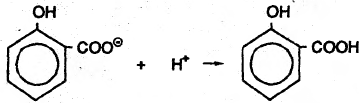 OH OH
COO⊖ + H⁺ → COOH